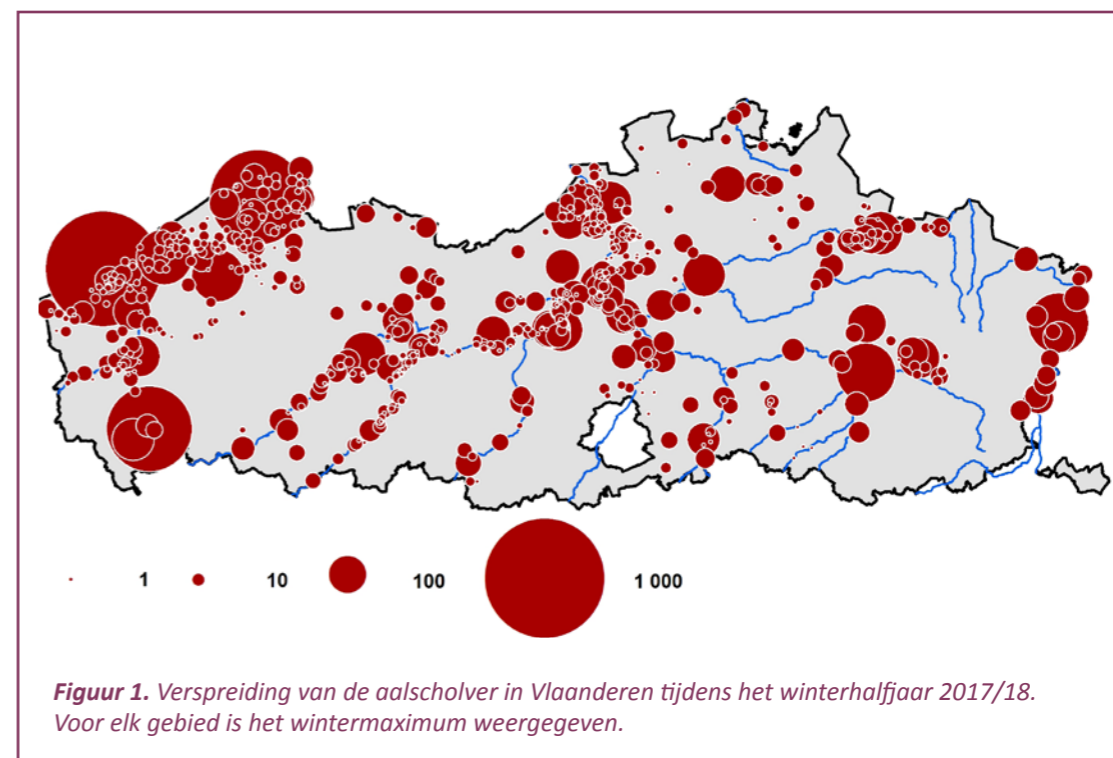 1 10 100 1 000
Figuur 1. Verspreiding van de aalscholver in Vlaanderen tijdens het winterhalfjaar 2017/18.
Voor elk gebied is het wintermaximum weergegeven.